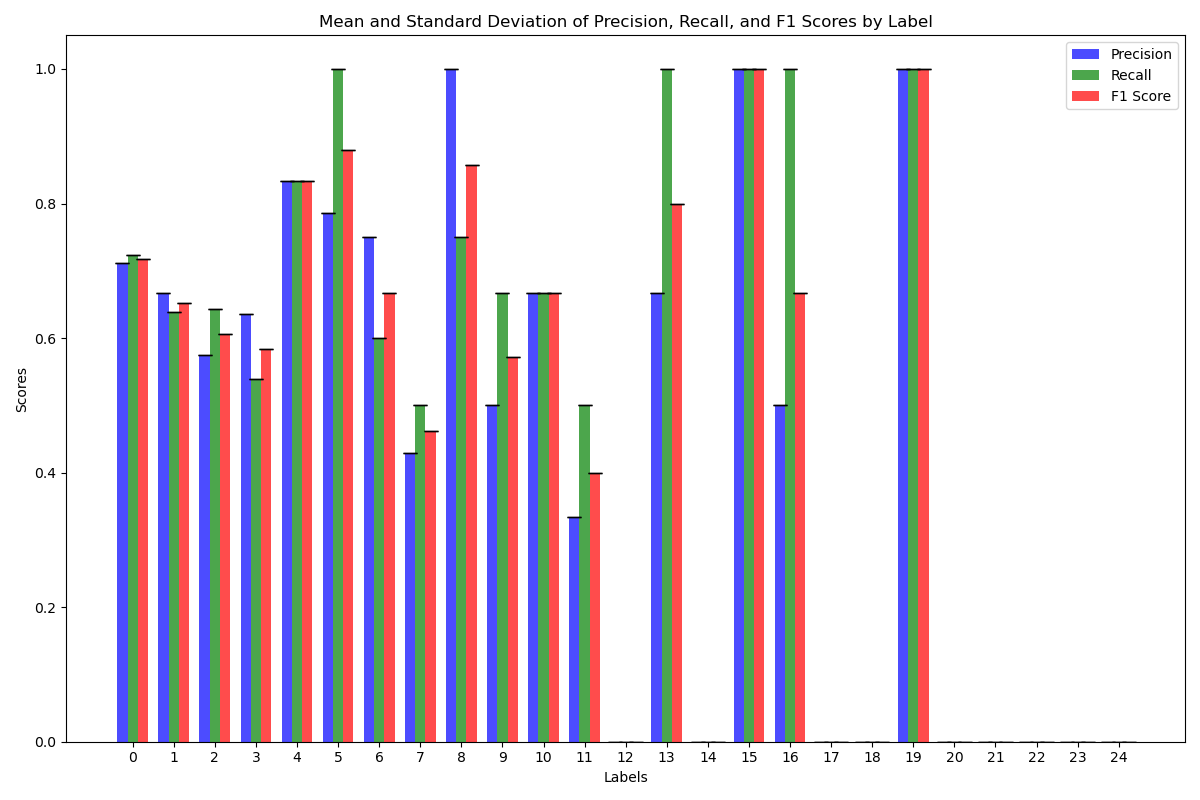 Mean and Standard Deviation of Precision, Recall, and F1 Scores by Label
Precision
Recall
F1 Score
Scores
1.0
0.8
0.6
0.4
0.2
0.0
0 1 2 3 4 5 6 7 8 9 10 11 12 13 14 15 16 17 18 19 20 21 22 23 24
Labels